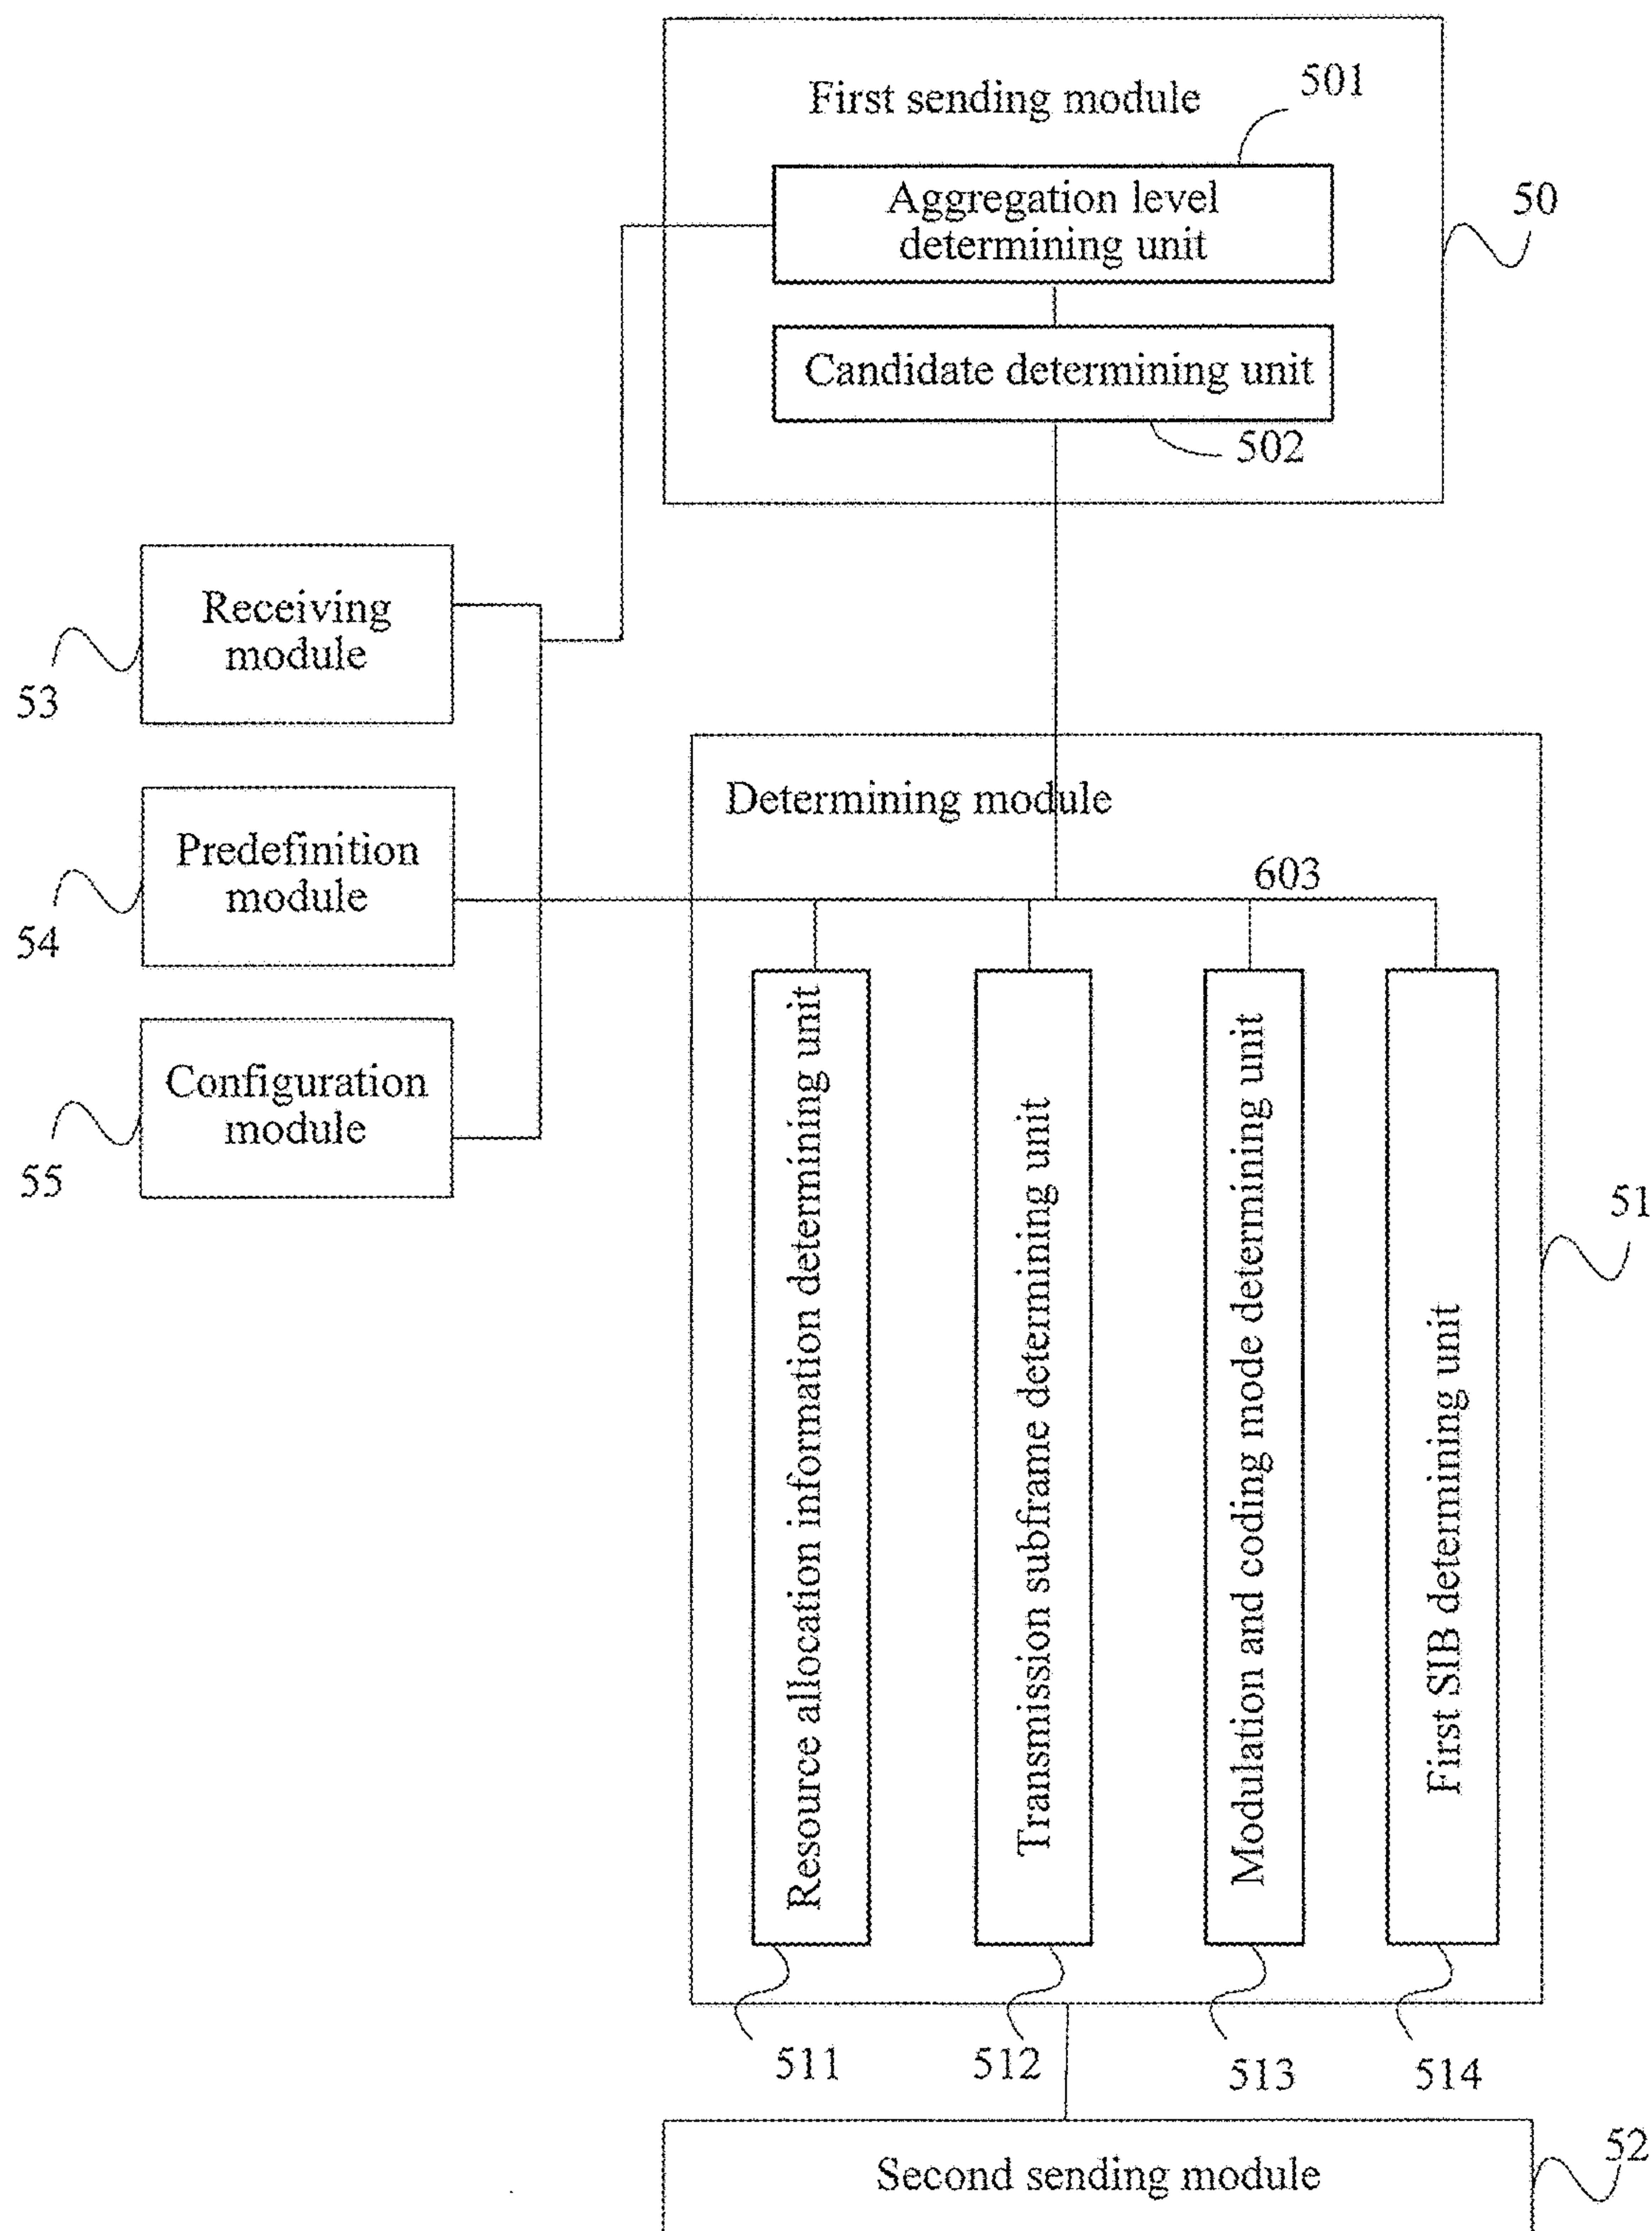 First sending module
501
Aggregation level
determining unit
50
Candidate determining unit
502
Receiving
module
53
Determining module
Predefinition
module
54
603
Configuration
module
55
51
Resource allocation information determining unit
Transmission subframe determining unit
Modulation and coding mode determining unit
First SIB determining unit
511
512
513
514
Second sending module
52